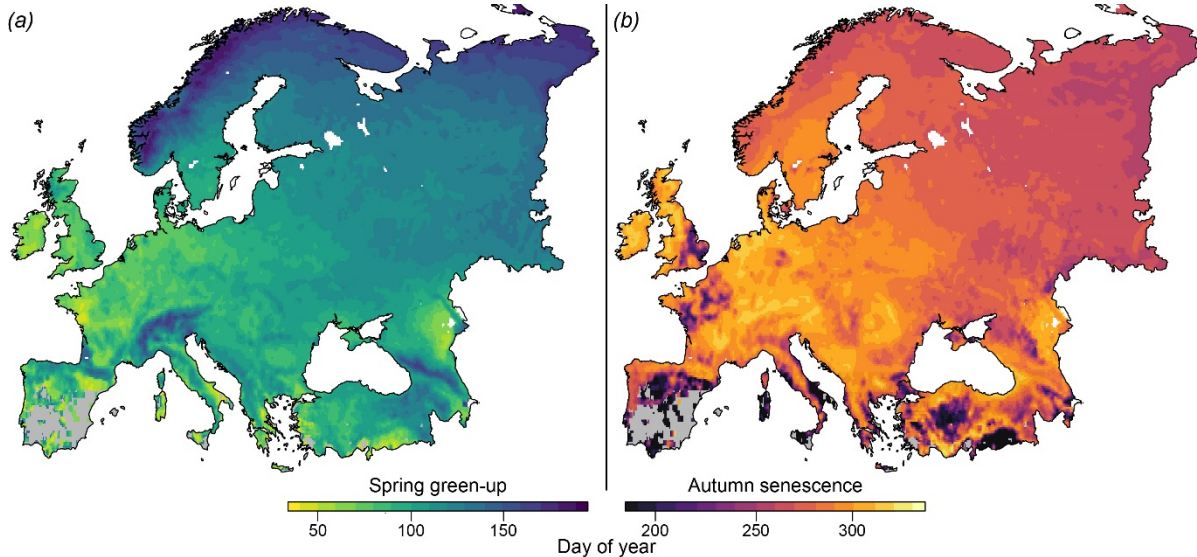 (a)
(b)
Spring green-up
Autumn senescence
50 100 150
200 250 300
Day of year